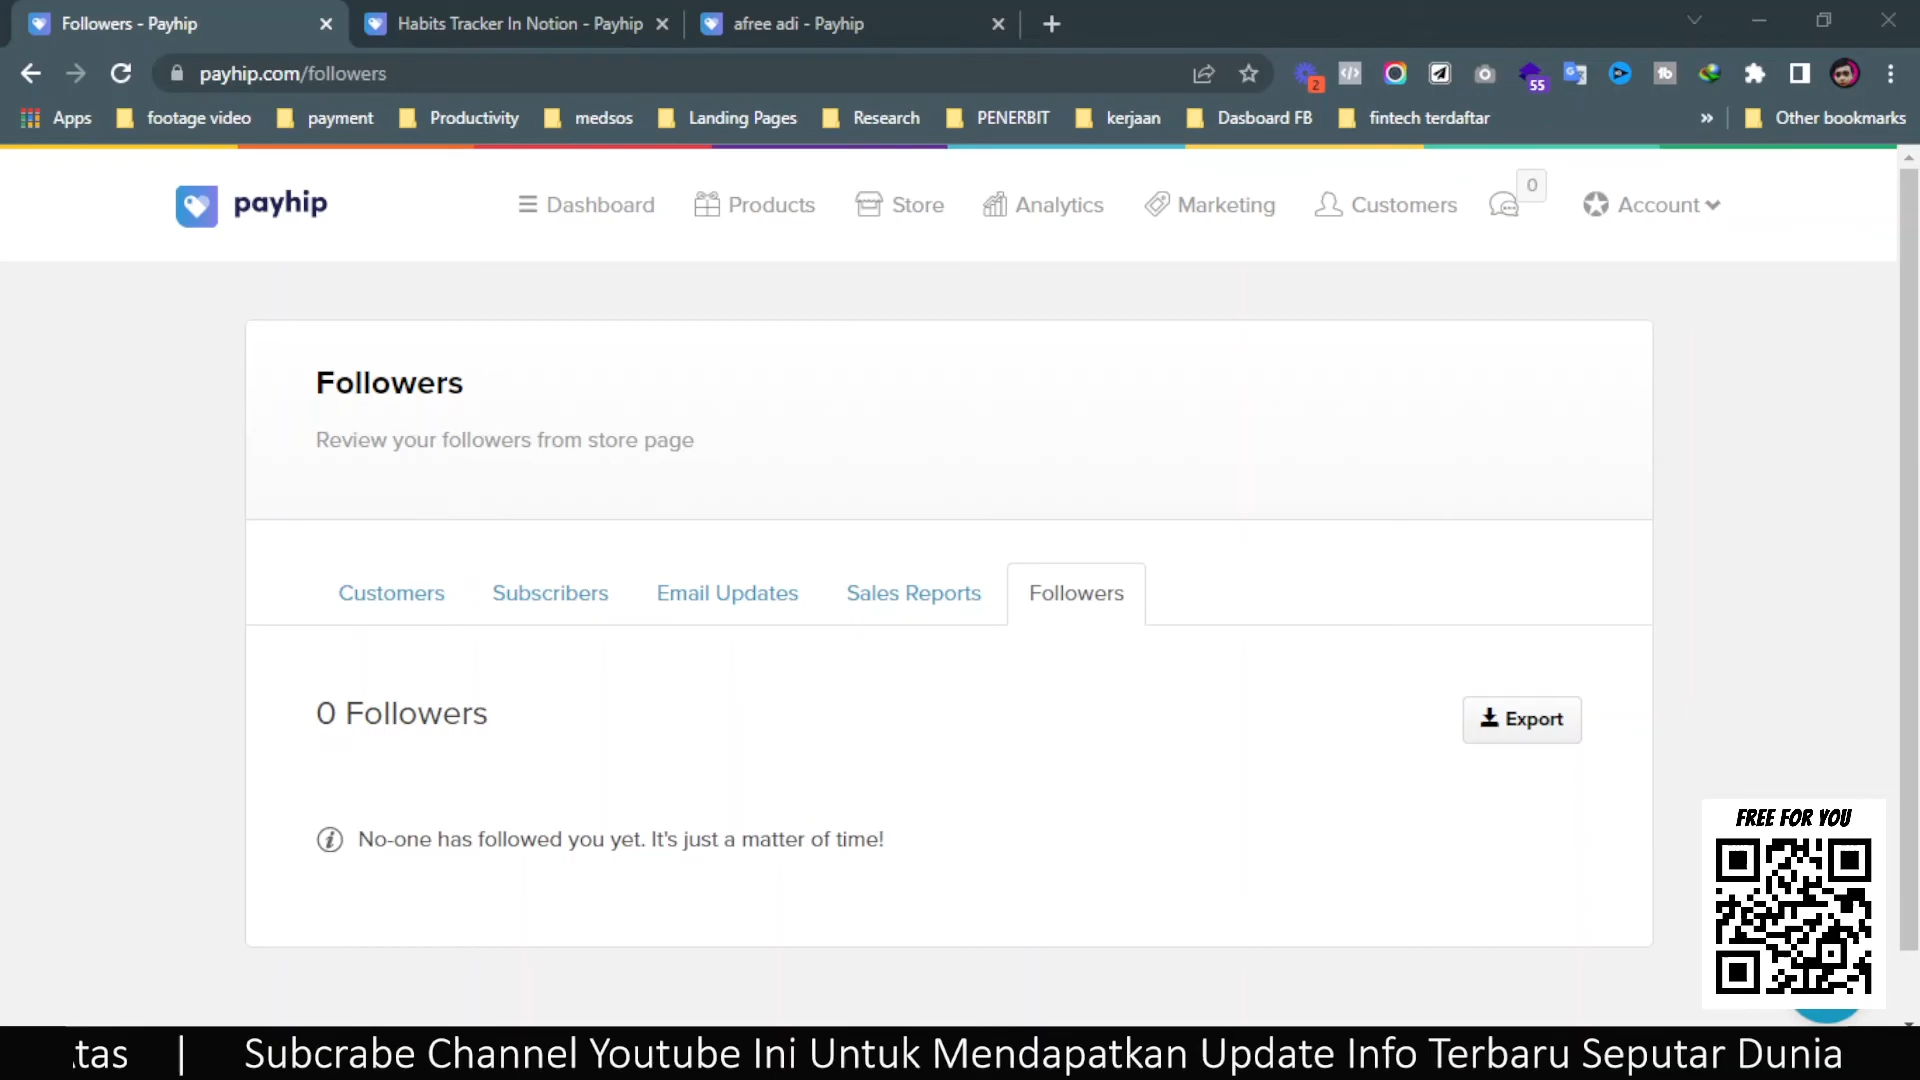 Followers - Payhip
Habits Tracker In Notion - Payhip
afree adi - Payhip
payhip.com/followers
2
55
Apps
footage video
payment
Productivity
medsos
Landing Pages
Research
PENERBIT
kerjaan
Dasboard FB
fintech terdaftar
»
Other bookmarks
payhip
Dashboard
Products
Store
Analytics
Marketing
Customers
0
Account
Followers
Review your followers from store page
Customers
Subscribers
Email Updates
Sales Reports
Followers
0 Followers
Export
No-one has followed you yet. It's just a matter of time!
FREE FOR YOU
tas | Subcrabe Channel Youtube Ini Untuk Mendapatkan Update Info Terbaru Seputar Dunia